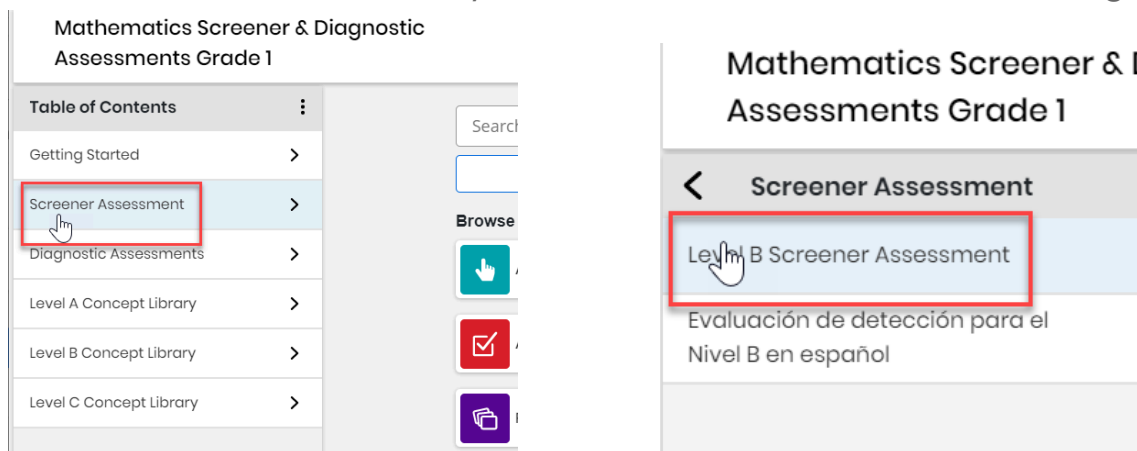 Mathematics Screener & Diagnostic
Assessments Grade 1
Table of Contents
Getting Started
Screener Assessment
Diagnostic Assessments
Level A Concept Library
Level B Concept Library
Level C Concept Library
Search
Browse
Mathematics Screener &
Assessments Grade 1
Screener Assessment
Level B Screener Assessment
Evaluación de detección para el
Nivel B en español